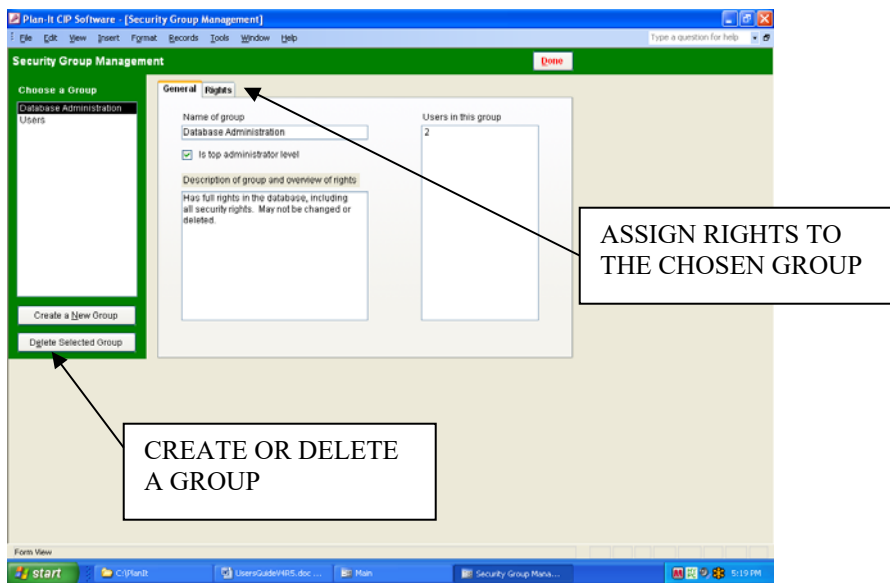 Plan-It CIP Software - [Security Group Management]
File Edit View Insert Format Records Tools Window Help
Type a question for help
Security Group Management
Done
Choose a Group
General Rights
Database Administration
Users
Name of group
Database Administration
Users in this group
2
Is top administrator level
Description of group and overview of rights
Has full rights in the database, including
all security rights. May not be changed or
deleted.
ASSIGN RIGHTS TO
THE CHOSEN GROUP
Create a New Group
Delete Selected Group
CREATE OR DELETE
A GROUP
Form View
start
C:\PlanIt
UsersGuideV4R5.doc ...
Main
Security Group Mana...
5:19 PM